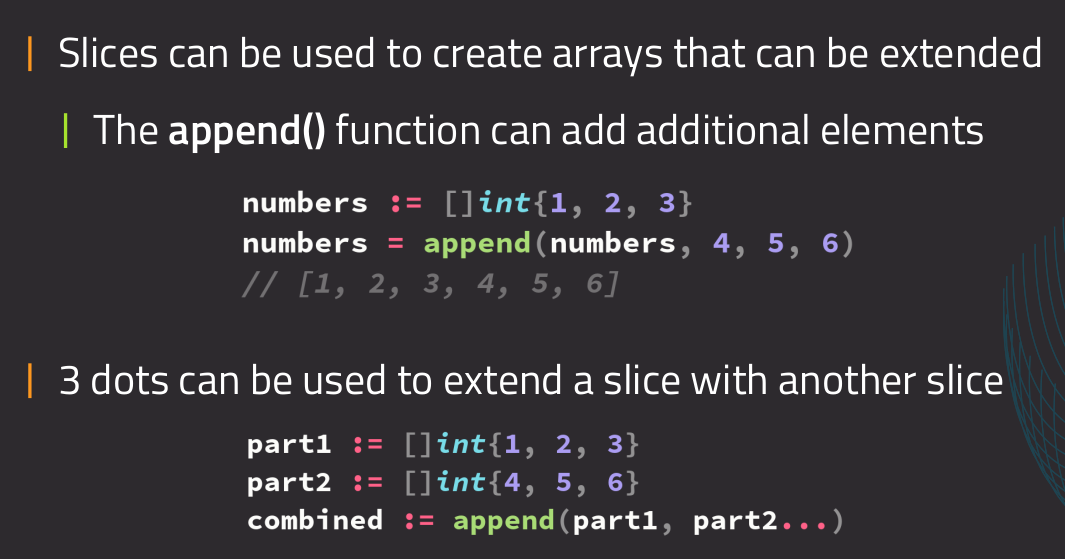 Slices can be used to create arrays that can be extended
The append() function can add additional elements
numbers := []int{1, 2, 3}
numbers = append(numbers, 4, 5, 6)
// [1, 2, 3, 4, 5, 6]
3 dots can be used to extend a slice with another slice
part1 := []int{1, 2, 3}
part2 := []int{4, 5, 6}
combined := append(part1, part2...)